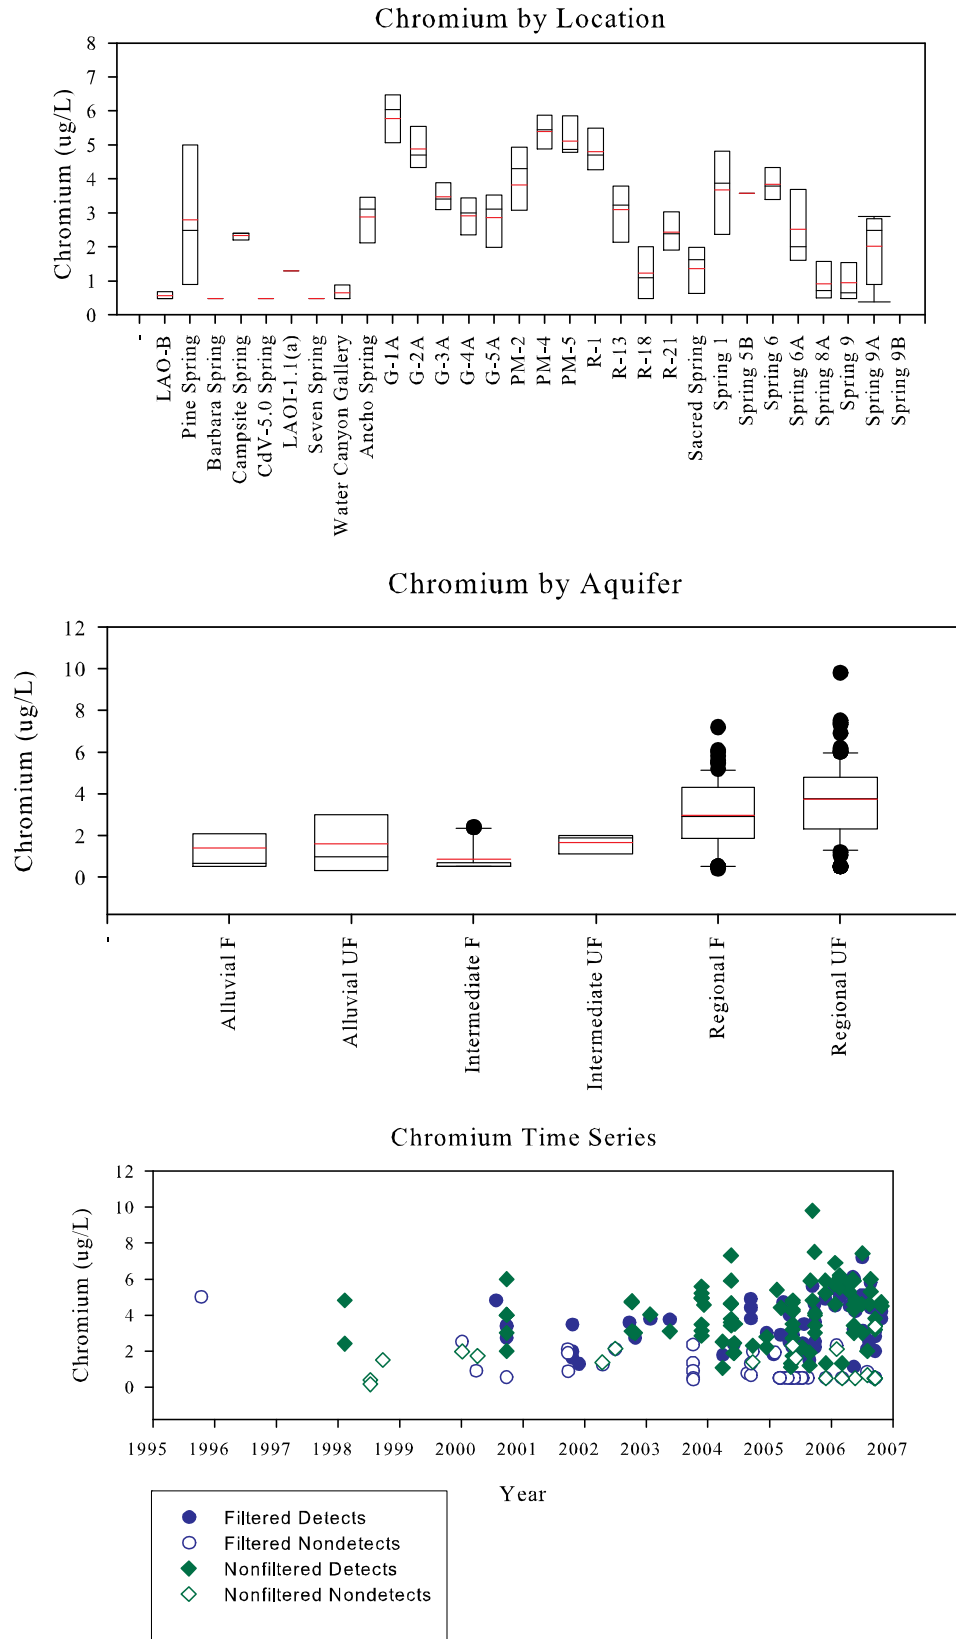 Chromium by Location
Chromium (ug/L)
8
7
6
5
4
3
2
1
0
-
LAO-B
Pine Spring
Barbara Spring
Campsite Spring
CdV-5.0 Spring
LAOI-1.1(a)
Seven Spring
Water Canyon Gallery
Ancho Spring
G-1A
G-2A
G-3A
G-4A
G-5A
PM-2
PM-4
PM-5
R-1
R-13
R-18
R-21
Sacred Spring
Spring 1
Spring 5B
Spring 6
Spring 6A
Spring 8A
Spring 9
Spring 9A
Spring 9B
Chromium by Aquifer
Chromium (ug/L)
12
10
8
6
4
2
0
-
Alluvial F
Alluvial UF
Intermediate F
Intermediate UF
Regional F
Regional UF
Chromium Time Series
Chromium (ug/L)
12
10
8
6
4
2
0
1995 1996 1997 1998 1999 2000 2001 2002 2003 2004 2005 2006 2007
Year
Filtered Detects
Filtered Nondetects
Nonfiltered Detects
Nonfiltered Nondetects